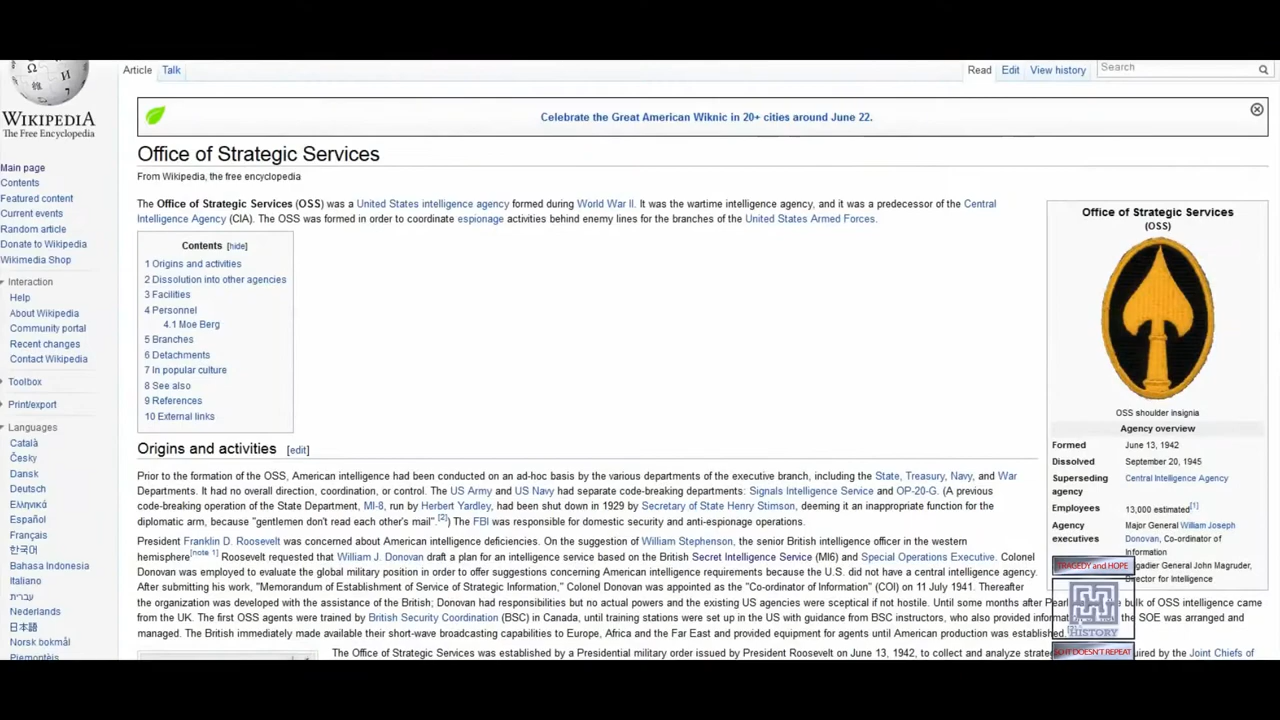 Article Talk Read Edit View history Search
WIKIPEDIA
The Free Encyclopedia
Main page
Contents
Featured content
Current events
Random article
Donate to Wikipedia
Wikimedia Shop
Interaction
Help
About Wikipedia
Community portal
Recent changes
Contact Wikipedia
Toolbox
Print/export
Languages
Català
Česky
Dansk
Deutsch
Ελληνικά
Español
한국어
Français
Bahasa Indonesia
Italiano
עברית
Nederlands
日本語
Norsk bokmål
Piemontèis
Celebrate the Great American Wiknic in 20+ cities around June 22.
Office of Strategic Services
From Wikipedia, the free encyclopedia
The Office of Strategic Services (OSS) was a United States intelligence agency formed during World War II. It was the wartime intelligence agency, and it was a predecessor of the Central
Intelligence Agency (CIA). The OSS was formed in order to coordinate espionage activities behind enemy lines for the branches of the United States Armed Forces.
Contents [hide]
1 Origins and activities
2 Dissolution into other agencies
3 Facilities
4 Personnel
4.1 Moe Berg
5 Branches
6 Detachments
7 In popular culture
8 See also
9 References
10 External links
Origins and activities [edit]
Prior to the formation of the OSS, American intelligence had been conducted on an ad-hoc basis by the various departments of the executive branch, including the State, Treasury, Navy, and War
Departments. It had no overall direction, coordination, or control. The US Army and US Navy had separate code-breaking departments: Signals Intelligence Service and OP-20-G. (A previous
code-breaking operation of the State Department, MI-8, run by Herbert Yardley, had been shut down in 1929 by Secretary of State Henry Stimson, deeming it an inappropriate function for the
diplomatic arm, because "gentlemen don't read each other's mail".[2]) The FBI was responsible for domestic security and anti-espionage operations.
President Franklin D. Roosevelt was concerned about American intelligence deficiencies. On the suggestion of William Stephenson, the senior British intelligence officer in the western
hemisphere[note 1] Roosevelt requested that William J. Donovan draft a plan for an intelligence service based on the British Secret Intelligence Service (MI6) and Special Operations Executive. Colonel
Donovan was employed to evaluate the global military position in order to offer suggestions concerning American intelligence requirements because the U.S. did not have a central intelligence agency.
After submitting his work, "Memorandum of Establishment of Service of Strategic Information," Colonel Donovan was appointed as the "Co-ordinator of Information" (COI) on 11 July 1941. Thereafter
the organization was developed with the assistance of the British; Donovan had responsibilities but no actual powers and the existing US agencies were sceptical if not hostile. Until some months after Pearl bulk of OSS intelligence came
from the UK. The first OSS agents were trained by British Security Coordination (BSC) in Canada, until training stations were set up in the US with guidance from BSC instructors, who also provided the SOE was arranged and
managed. The British immediately made available their short-wave broadcasting capabilities to Europe, Africa and the Far East and provided equipment for agents until American production was established.
The Office of Strategic Services was established by a Presidential military order issued by President Roosevelt on June 13, 1942, to collect and analyze by the Joint Chiefs of
Office of Strategic Services
(OSS)
OSS shoulder insignia
Agency overview
Formed June 13, 1942
Dissolved September 20, 1945
Superseding agency Central Intelligence Agency
Employees 13,000 estimated[1]
Agency executives Major General William Joseph
Donovan, Co-ordinator of
Information
Brigadier General John Magruder,
Director for Intelligence
TRAGEDY and HOPE
HISTORY
SO IT DOESN'T REPEAT